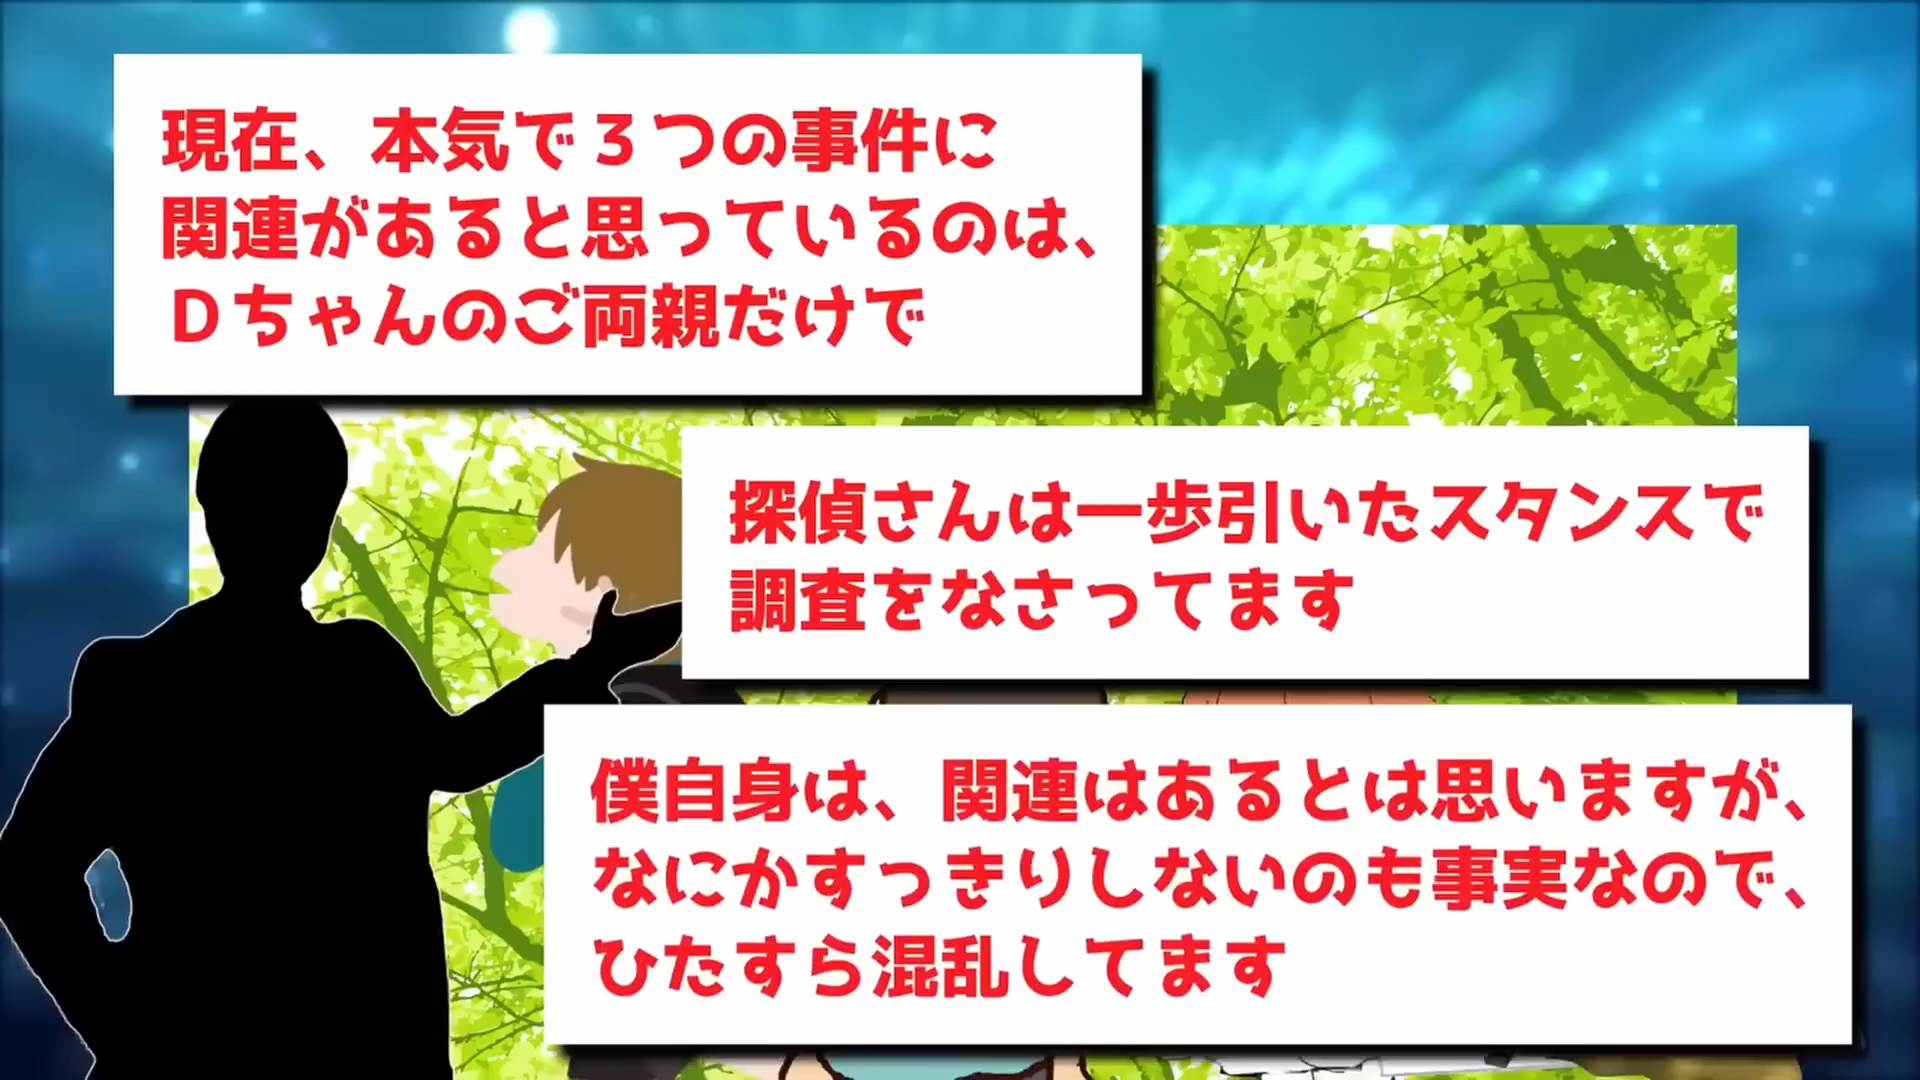 現在、本気で３つの事件に
関連があると思っているのは、
Ｄちゃんのご両親だけで
探偵さんは一歩引いたスタンスで
調査をなさってます
僕自身は、関連はあるとは思いますが、
なにかすっきりしないのも事実なので、
ひたすら混乱してます